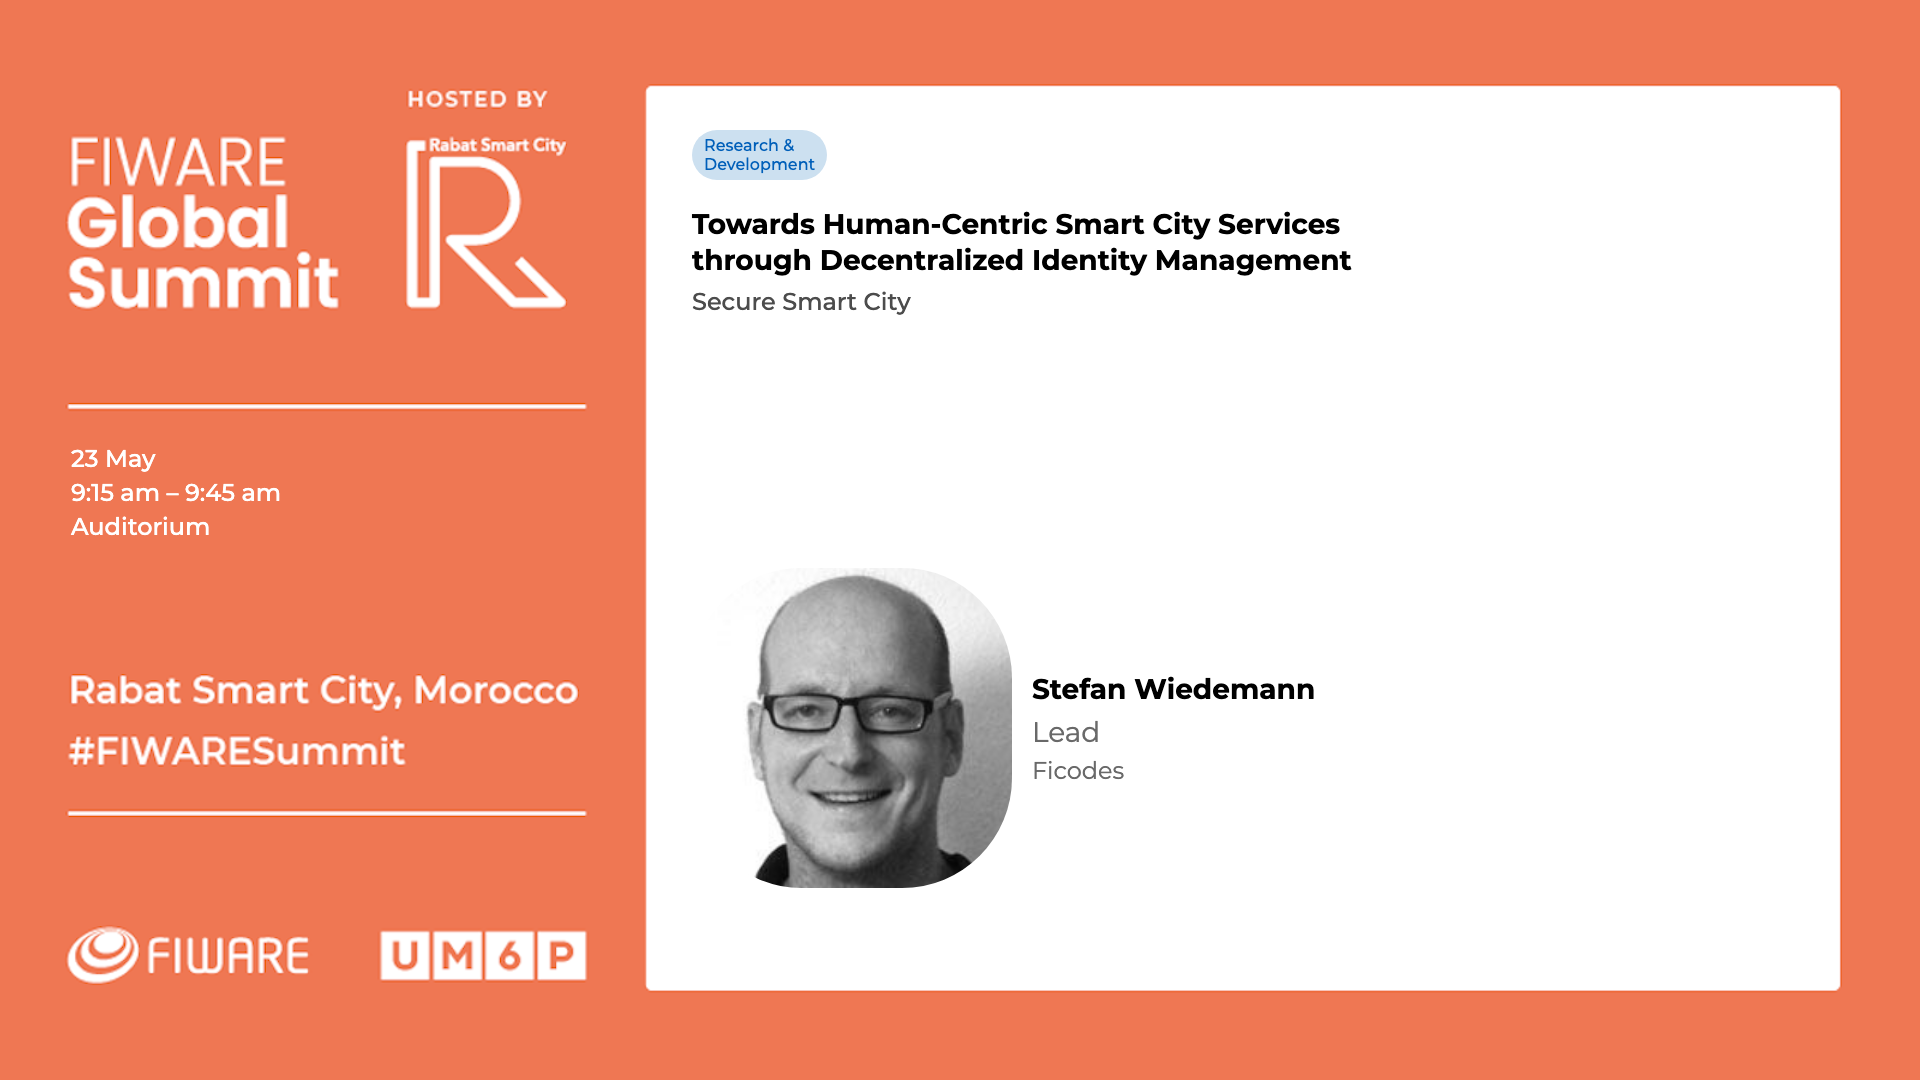 HOSTED BY
FIWARE
Global
Summit
Rabat Smart City
R
23 May
9:15 am – 9:45 am
Auditorium
Rabat Smart City, Morocco
#FIWARESummit
FIWARE
UM6P
Research &
Development
Towards Human-Centric Smart City Services
through Decentralized Identity Management
Secure Smart City
Stefan Wiedemann
Lead
Ficodes